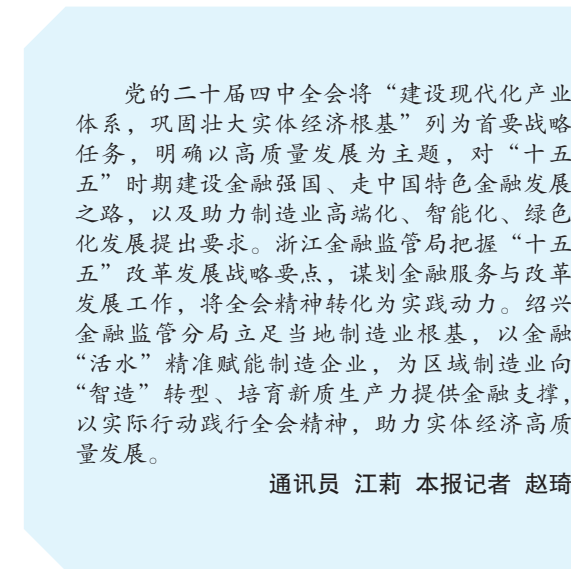 党的二十届四中全会将“建设现代化产业
体系，巩固壮大实体经济根基”列为首要战略
任务，明确以高质量发展为主题，对“十五
五”时期建设金融强国、走中国特色金融发展
之路，以及助力制造业高端化、智能化、绿色
化发展提出要求。浙江金融监管局把握“十五
五”改革发展战略要点，谋划金融服务与改革
发展工作，将全会精神转化为实践动力。绍兴
金融监管分局立足当地制造业根基，以金融
“活水”精准赋能制造企业，为区域制造业向
“智造”转型、培育新质生产力提供金融支撑，
以实际行动践行全会精神，助力实体经济高质
量发展。
通讯员 江莉 本报记者 赵琦